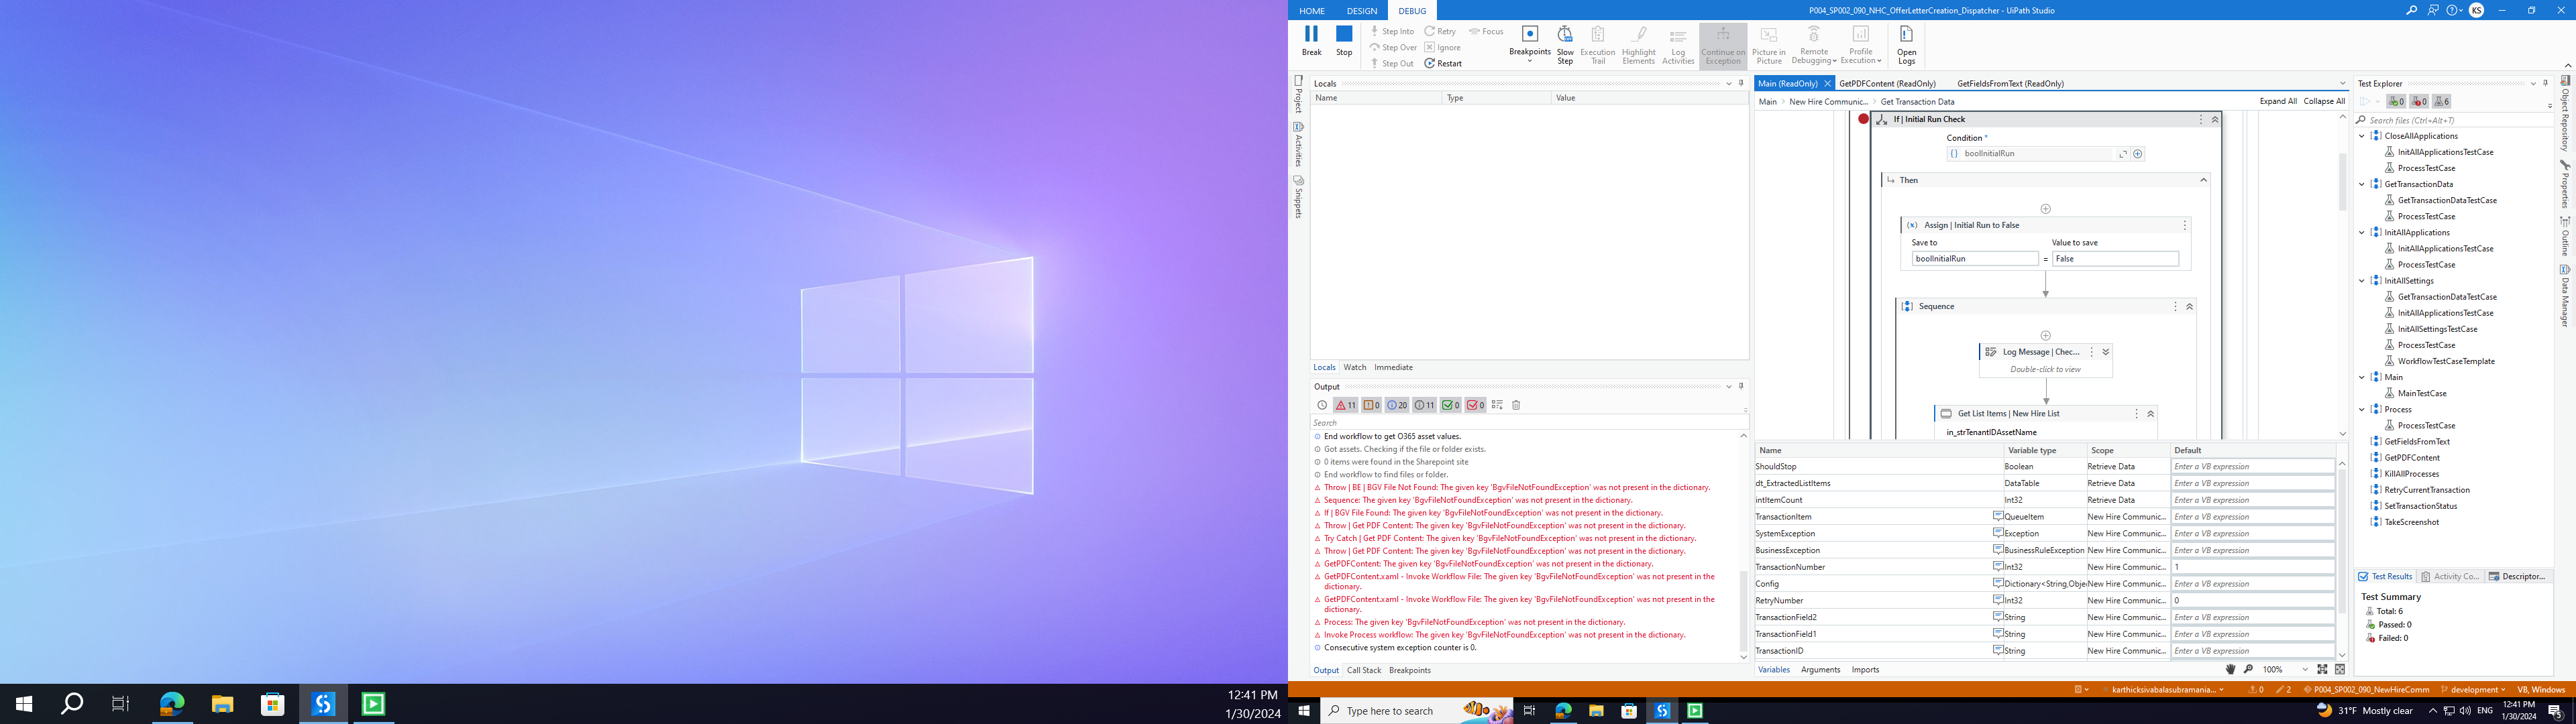 HOME DESIGN DEBUG P004_SP002_090_NHC_OfferLetterCreation_Dispatcher - UiPath Studio KS
Break Stop Step Into Step Over Step Out Retry Ignore Restart Focus Breakpoints Slow Step Execution Trail Highlight Elements Log Activities Continue on Exception Picture in Picture Remote Debugging Profile Execution Open Logs
Project
Activities
Snippets
Locals
Name Type Value
Locals Watch Immediate
Output
11 0 20 11 0 0
Search
End workflow to get O365 asset values.
Got assets. Checking if the file or folder exists.
0 items were found in the Sharepoint site
End workflow to find files or folder.
Throw | BE | BGV File Not Found: The given key 'BgvFileNotFoundException' was not present in the dictionary.
Sequence: The given key 'BgvFileNotFoundException' was not present in the dictionary.
If | BGV File Found: The given key 'BgvFileNotFoundException' was not present in the dictionary.
Throw | Get PDF Content: The given key 'BgvFileNotFoundException' was not present in the dictionary.
Try Catch | Get PDF Content: The given key 'BgvFileNotFoundException' was not present in the dictionary.
Throw | Get PDF Content: The given key 'BgvFileNotFoundException' was not present in the dictionary.
GetPDFContent: The given key 'BgvFileNotFoundException' was not present in the dictionary.
GetPDFContent.xaml - Invoke Workflow File: The given key 'BgvFileNotFoundException' was not present in the
dictionary.
GetPDFContent.xaml - Invoke Workflow File: The given key 'BgvFileNotFoundException' was not present in the
dictionary.
Process: The given key 'BgvFileNotFoundException' was not present in the dictionary.
Invoke Process workflow: The given key 'BgvFileNotFoundException' was not present in the dictionary.
Consecutive system exception counter is 0.
Output Call Stack Breakpoints
Main (ReadOnly) GetPDFContent (ReadOnly) GetFieldsFromText (ReadOnly)
Main > New Hire Communic... > Get Transaction Data Expand All Collapse All
If | Initial Run Check
Condition *
boolInitialRun
Then
Assign | Initial Run to False
Save to Value to save
boolInitialRun = False
Sequence
Log Message | Chec...
Double-click to view
Get List Items | New Hire List
in_strTenantIDAssetName
Name Variable type Scope Default
ShouldStop Boolean Retrieve Data Enter a VB expression
dt_ExtractedListItems DataTable Retrieve Data Enter a VB expression
intItemCount Int32 Retrieve Data Enter a VB expression
TransactionItem QueueItem New Hire Communic... Enter a VB expression
SystemException Exception New Hire Communic... Enter a VB expression
BusinessException BusinessRuleException New Hire Communic... Enter a VB expression
TransactionNumber Int32 New Hire Communic... 1
Config Dictionary<String,Obje New Hire Communic... Enter a VB expression
RetryNumber Int32 New Hire Communic... 0
TransactionField2 String New Hire Communic... Enter a VB expression
TransactionField1 String New Hire Communic... Enter a VB expression
TransactionID String New Hire Communic... Enter a VB expression
Variables Arguments Imports 100%
Test Explorer
0 0 6
Search files (Ctrl+Alt+T)
CloseAllApplications
InitAllApplicationsTestCase
ProcessTestCase
GetTransactionData
GetTransactionDataTestCase
ProcessTestCase
InitAllApplications
InitAllApplicationsTestCase
ProcessTestCase
InitAllSettings
GetTransactionDataTestCase
InitAllApplicationsTestCase
InitAllSettingsTestCase
ProcessTestCase
WorkflowTestCaseTemplate
Main
MainTestCase
Process
ProcessTestCase
GetFieldsFromText
GetPDFContent
KillAllProcesses
RetryCurrentTransaction
SetTransactionStatus
TakeScreenshot
Test Results Activity Co... Descriptor...
Test Summary
Total: 6
Passed: 0
Failed: 0
Object Repository
Properties
Outline
Data Manager
karthicksivabalasubramania... 0 2 P004_SP002_090_NewHireComm development VB, Windows
12:41 PM
1/30/2024
Type here to search 31°F Mostly clear ENG 12:41 PM
1/30/2024 5